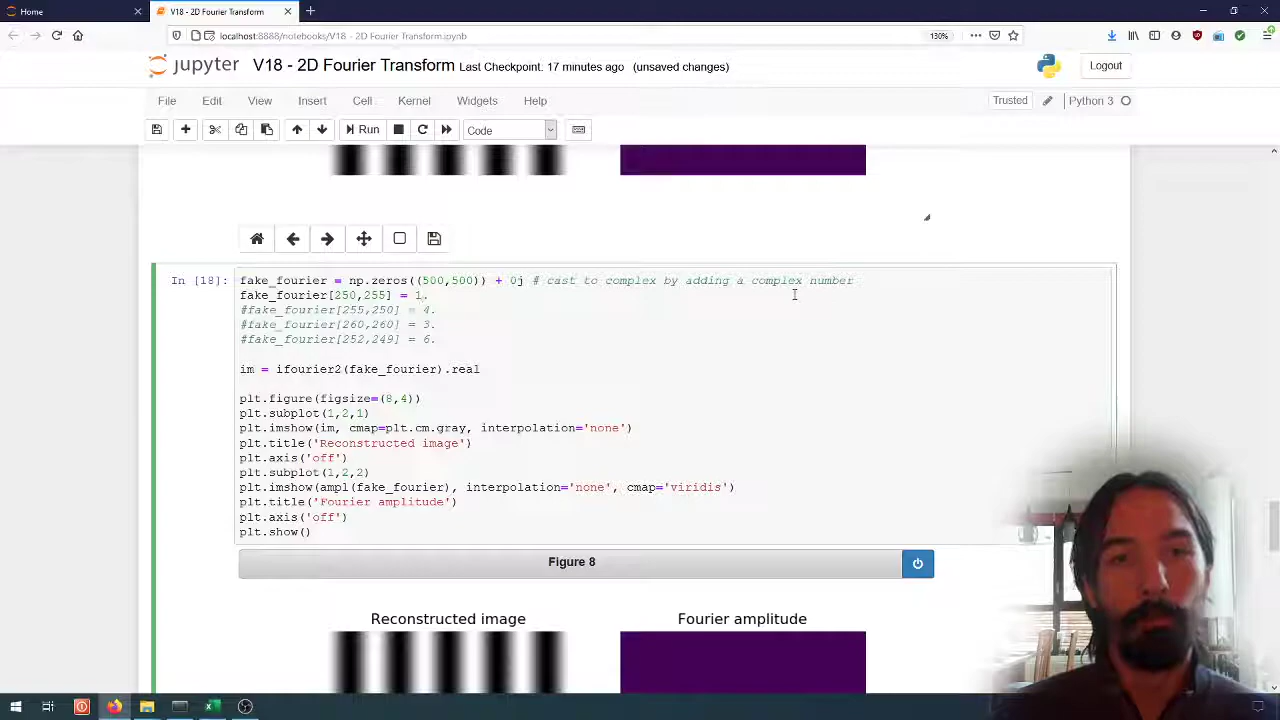 Home
V18 - 2D Fourier Transform
localhost:8888/notebooks/V18 - 2D Fourier Transform.ipynb
130%
jupyter V18 - 2D Fourier Transform Last Checkpoint: 17 minutes ago (unsaved changes)
Logout
File Edit View Insert Cell Kernel Widgets Help
Trusted
Python 3
Run
Code
In [18]:
fake_fourier = np.zeros((500,500)) + 0j # cast to complex by adding a complex number
fake_fourier[250,255] = 1.
#fake_fourier[255,250] = 4.
#fake_fourier[260,260] = 3.
#fake_fourier[252,249] = 6.
im = ifourier2(fake_fourier).real
plt.figure(figsize=(8,4))
plt.subplot(1,2,1)
plt.imshow(im, cmap=plt.cm.gray, interpolation='none')
plt.title('Reconstructed image')
plt.axis('off')
plt.subplot(1,2,2)
plt.imshow(ampl(fake_fourier), interpolation='none', cmap='viridis')
plt.title('Fourier amplitude')
plt.axis('off')
plt.show()
Figure 8
Reconstructed image
Fourier amplitude